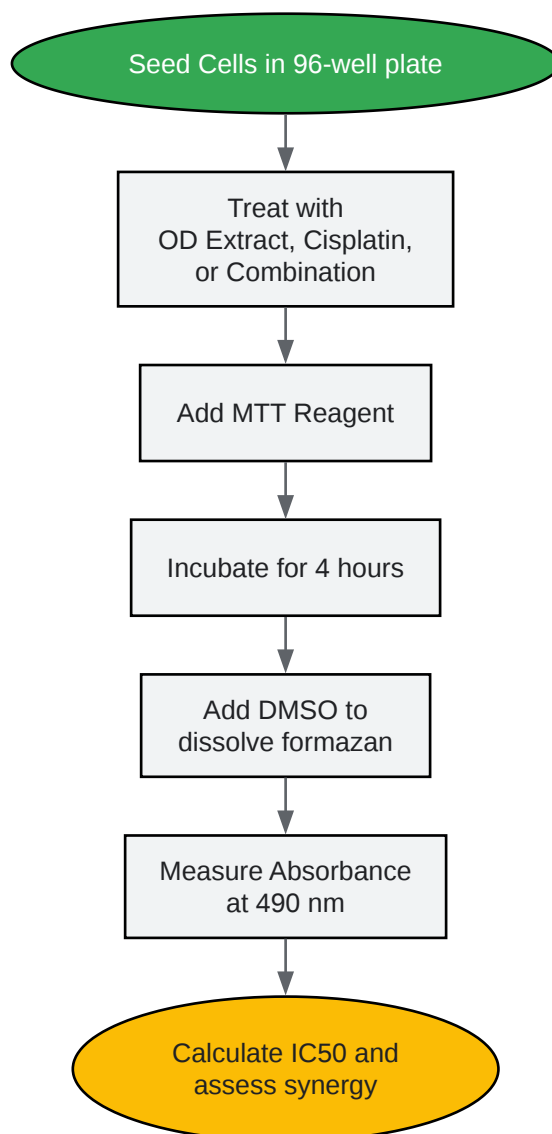 Seed Cells in 96-well plate
Treat with
OD Extract, Cisplatin,
or Combination
Add MTT Reagent
Incubate for 4 hours
Add DMSO to
dissolve formazan
Measure Absorbance
at 490 nm
Calculate IC50 and
assess synergy